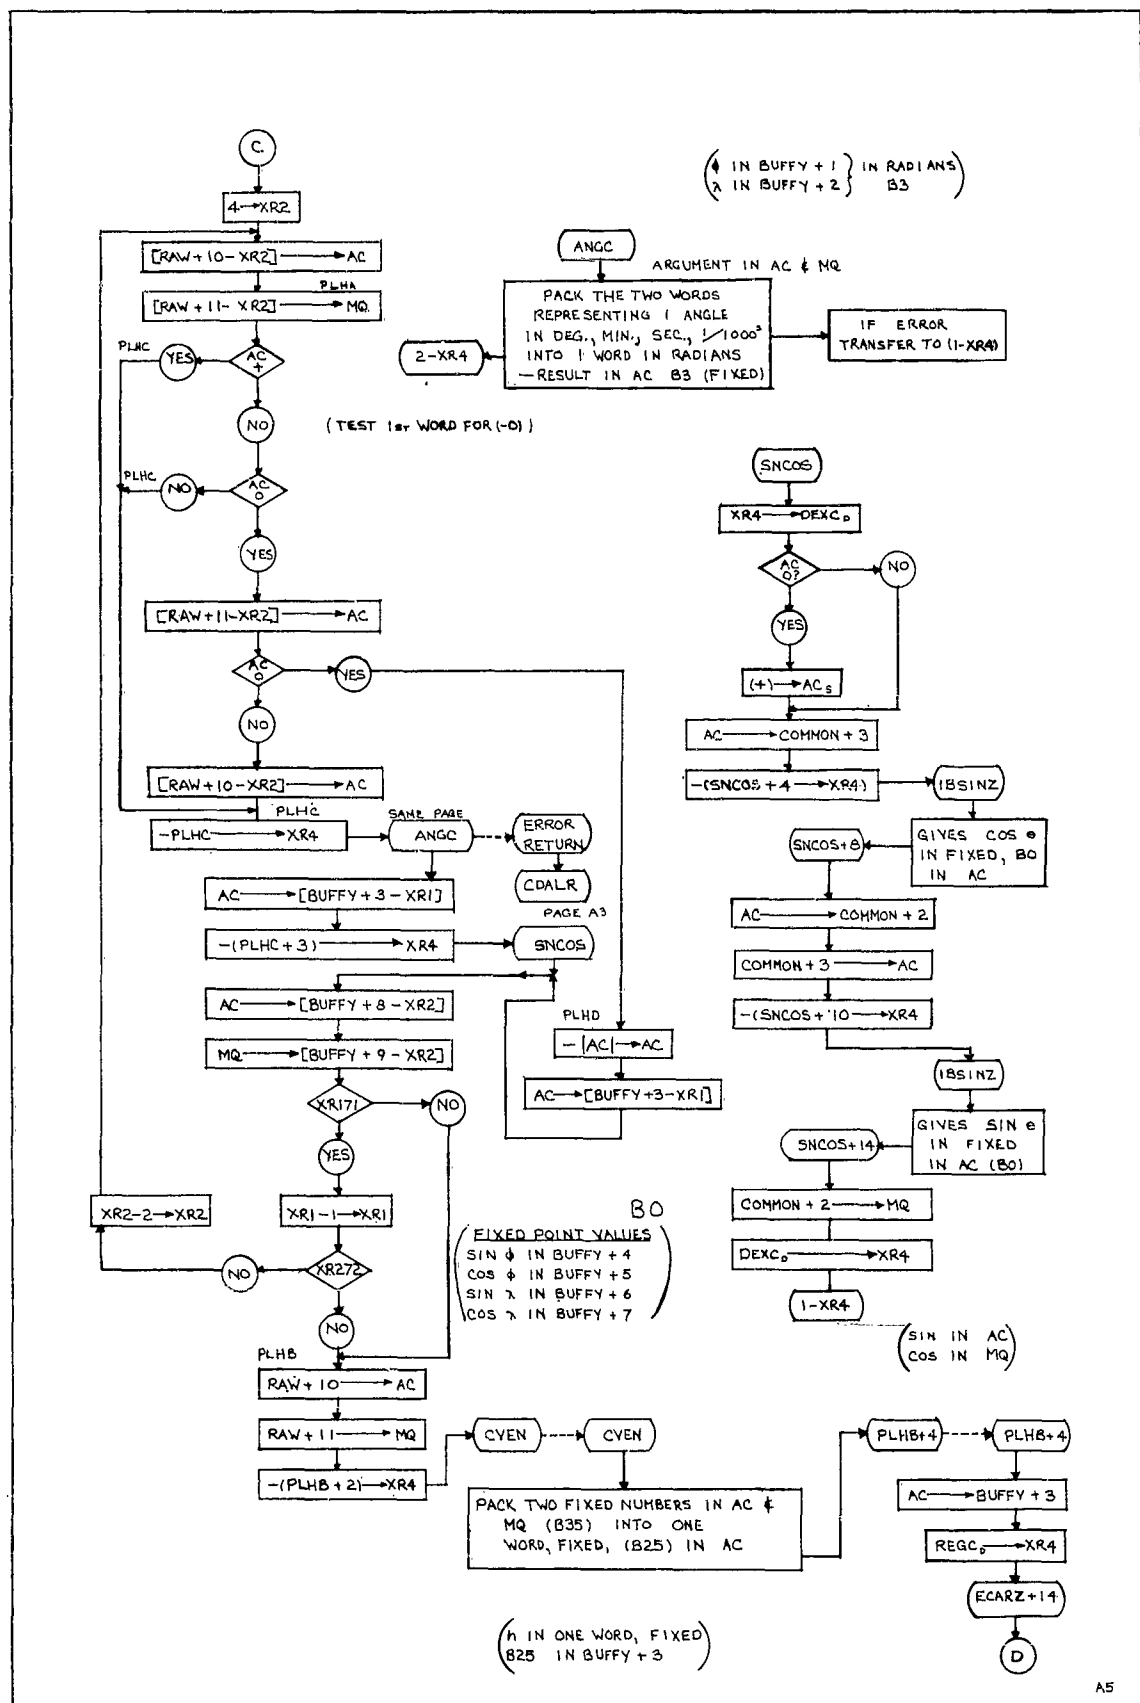 C
4→XR2
[RAW+10-XR2]→AC
PLHA
[RAW+11-XR2]→MQ
PLHC
YES
AC
+
NO
(TEST 1ST WORD FOR (-0))
PLHC
NO
AC
0
YES
[RAW+11-XR2]→AC
AC
0
YES
NO
[RAW+10-XR2]→AC
PLHC
-PLHC→XR4
SAME PAGE
ANGC
ERROR
RETURN
CDALR
PAGE A3
AC→[BUFFY+3-XR1]
-(PLHC+3)→XR4
SNCOS
AC→[BUFFY+8-XR2]
MQ→[BUFFY+9-XR2]
PLHD
-|AC|→AC
AC→[BUFFY+3-XR1]
XR171
NO
YES
XR2-2→XR2
XR1-1→XR1
NO
XR272
NO
B0
(FIXED POINT VALUES
SIN φ IN BUFFY+4
COS φ IN BUFFY+5
SIN λ IN BUFFY+6
COS λ IN BUFFY+7)
PLHB
RAW+10→AC
RAW+11→MQ
-(PLHB+2)→XR4
CVEN
CVEN
PACK TWO FIXED NUMBERS IN AC &
MQ (B35) INTO ONE
WORD, FIXED, (B25) IN AC
(h IN ONE WORD, FIXED
B25 IN BUFFY+3)
PLHB+4
PLHB+4
AC→BUFFY+3
REGCD→XR4
ECARZ+14
D
(φ IN BUFFY+1 } IN RADIANS
λ IN BUFFY+2 } B3)
ANGC
ARGUMENT IN AC & MQ
PACK THE TWO WORDS
REPRESENTING 1 ANGLE
IN DEG., MIN., SEC., 1/1000s
INTO 1 WORD IN RADIANS
—RESULT IN AC B3 (FIXED)
2-XR4
IF ERROR
TRANSFER TO (1-XR4)
SNCOS
XR4→DEXCD
AC
0?
NO
YES
(+)→ACS
AC→COMMON+3
-(SNCOS+4→XR4)
IBSINZ
GIVES COS θ
IN FIXED, B0
IN AC
SNCOS+8
AC→COMMON+2
COMMON+3→AC
-(SNCOS+10→XR4
IBSINZ
GIVES SIN θ
IN FIXED
IN AC (B0)
SNCOS+14
COMMON+2→MQ
DEXCD→XR4
1-XR4
(SIN IN AC
COS IN MQ)
A5